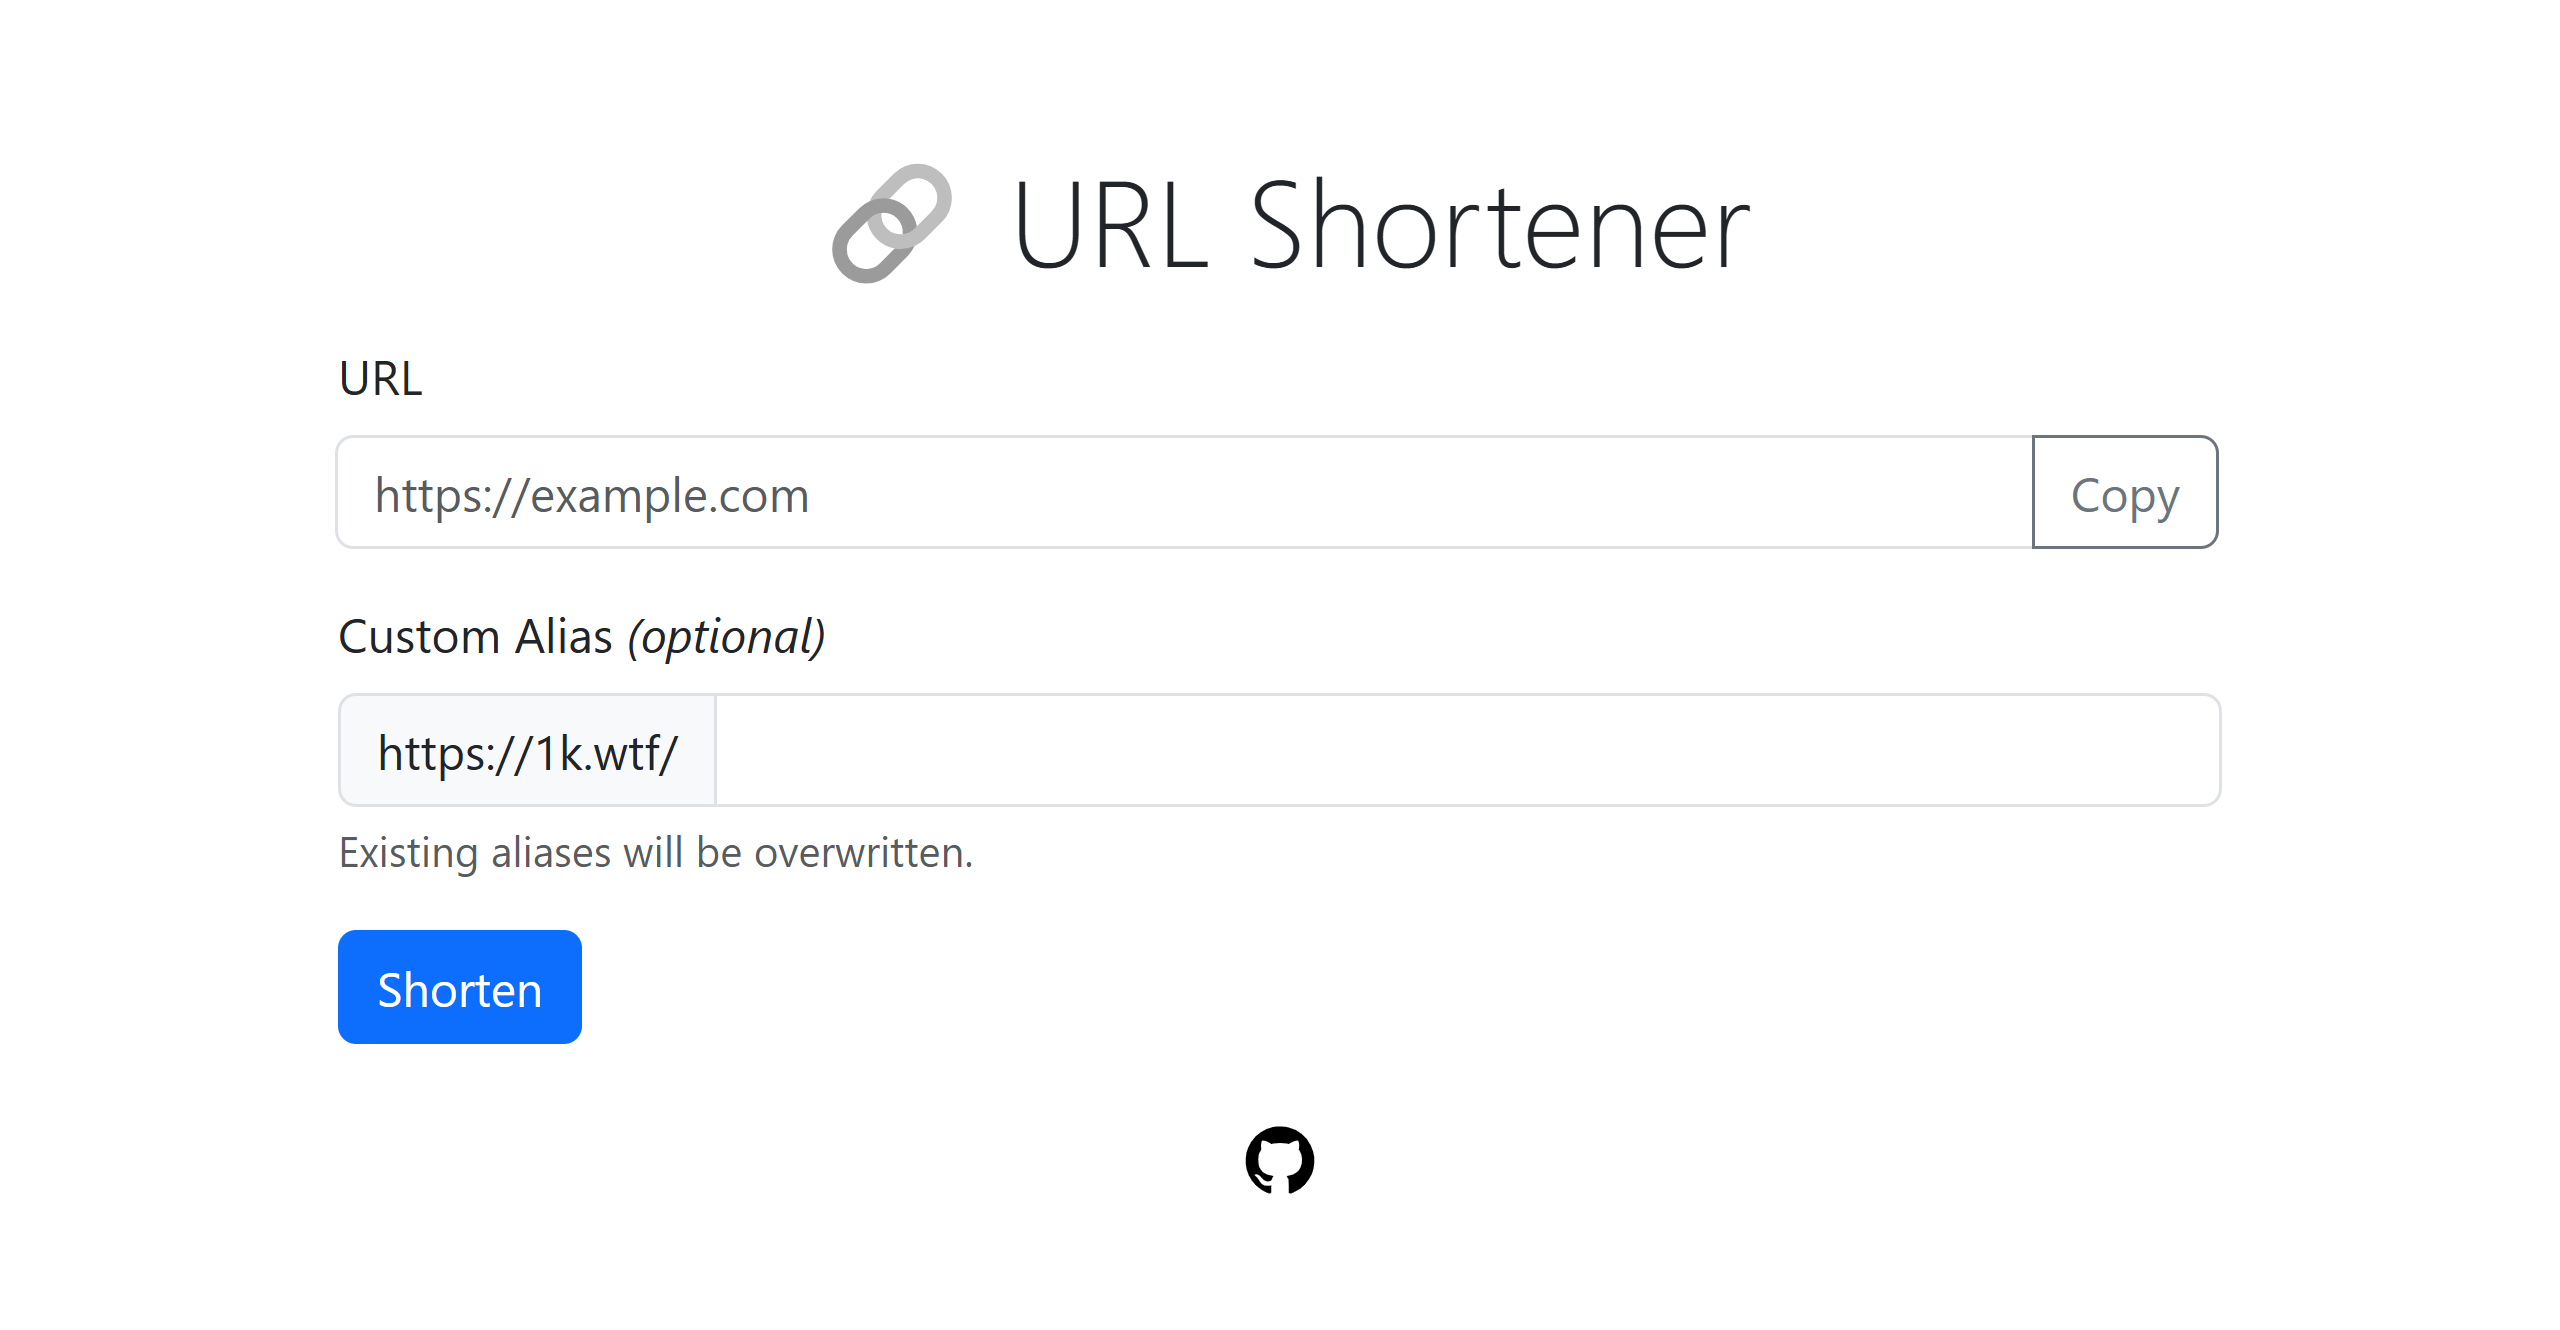 URL Shortener
URL
https://example.com
Copy
Custom Alias (optional)
https://1k.wtf/
Existing aliases will be overwritten.
Shorten